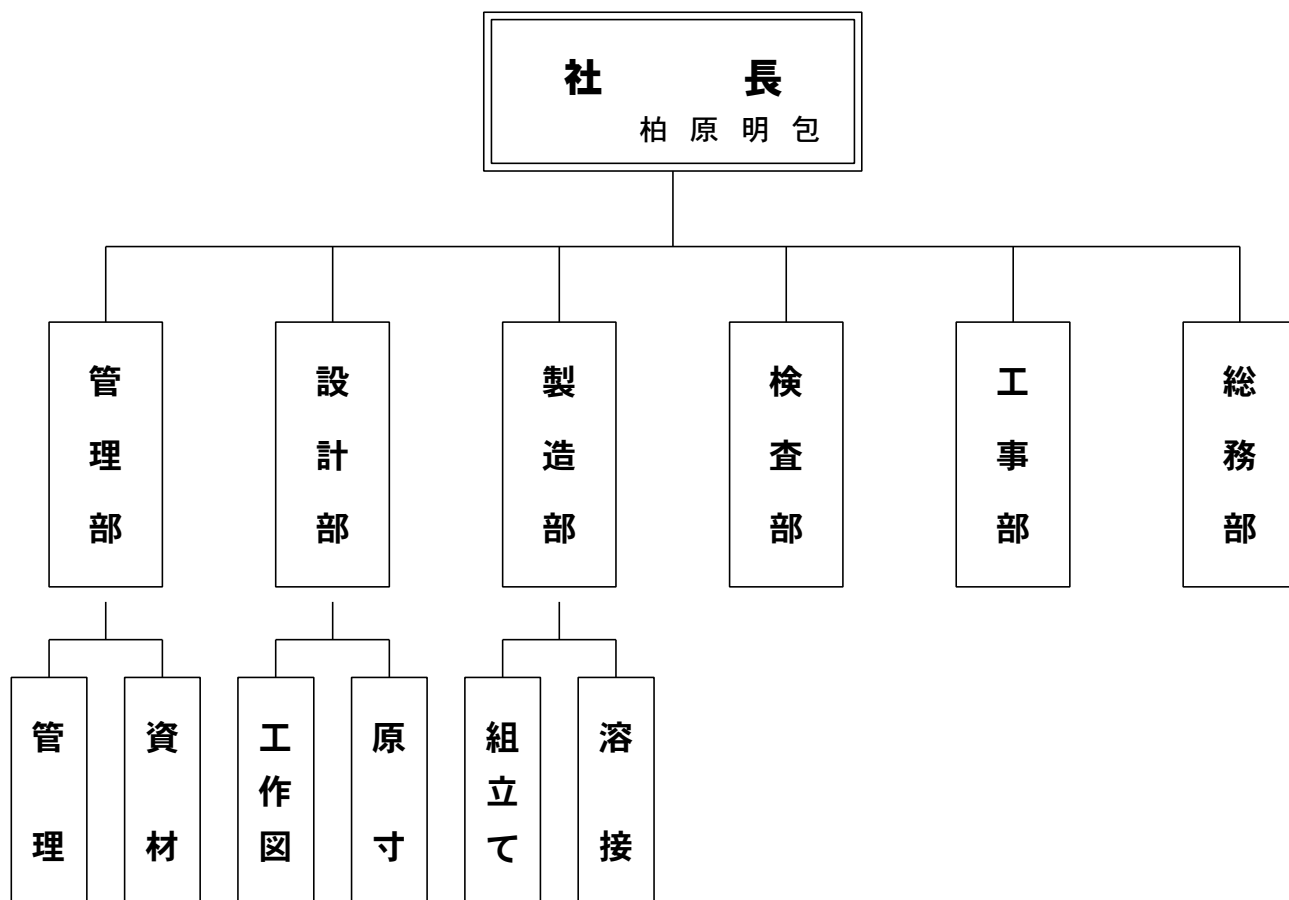 社長
柏原明包
管理部
設計部
製造部
検査部
工事部
総務部
管理
資材
工作図
原寸
組立て
溶接